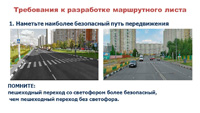 Требования к разработке маршрутного листа
1. Наметьте наиболее безопасный путь передвижения
ПОМНИТЕ:
пешеходный переход со светофором более безопасный,
чем пешеходный переход без светофора.